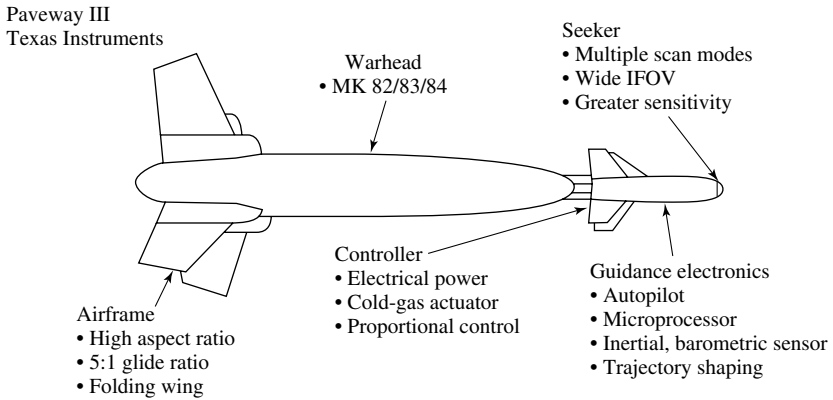 Paveway III
Texas Instruments
Warhead
• MK 82/83/84
Seeker
• Multiple scan modes
• Wide IFOV
• Greater sensitivity
Airframe
• High aspect ratio
• 5:1 glide ratio
• Folding wing
Controller
• Electrical power
• Cold-gas actuator
• Proportional control
Guidance electronics
• Autopilot
• Microprocessor
• Inertial, barometric sensor
• Trajectory shaping